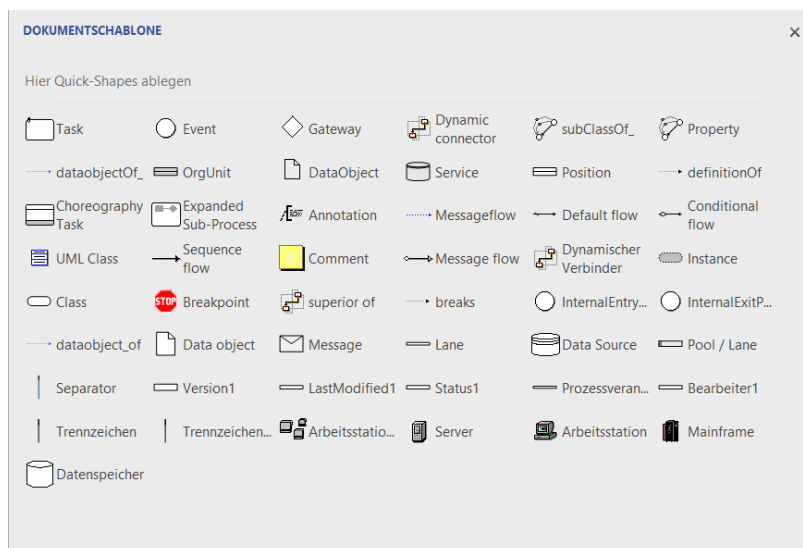 DOKUMENTSCHABLONE
Hier Quick-Shapes ablegen
Task
Event
Gateway
Dynamic
connector
subClassOf_
Property
dataobjectOf_
OrgUnit
DataObject
Service
Position
definitionOf
Choreography
Task
Expanded
Sub-Process
Annotation
Messageflow
Default flow
Conditional
flow
UML Class
Sequence
flow
Comment
Message flow
Dynamischer
Verbinder
Instance
Class
STOP
Breakpoint
superior of
breaks
InternalEntry...
InternalExitP...
dataobject_of
Data object
Message
Lane
Data Source
Pool / Lane
Separator
Version1
LastModified1
Status1
Prozessveran...
Bearbeiter1
Trennzeichen
Trennzeichen...
Arbeitsstatio...
Server
Arbeitsstation
Mainframe
Datenspeicher